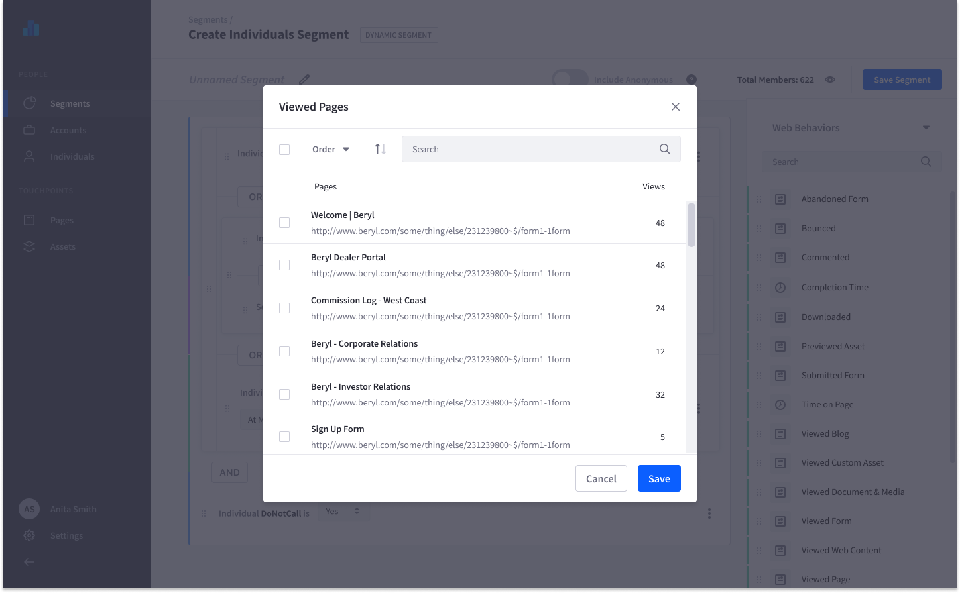 Segments /
Create Individuals Segment
DYNAMIC SEGMENT
PEOPLE
Unnamed Segment
Include Anonymous
Total Members: 622
Save Segment
Segments
Accounts
Individuals
TOUCHPOINTS
Pages
Assets
AS
Anita Smith
Settings
Viewed Pages
Order
Search
Pages
Views
Welcome | Beryl
http://www.beryl.com/some/thing/else/231239800~$/form1-1form
48
Beryl Dealer Portal
http://www.beryl.com/some/thing/else/231239800~$/form1-1form
48
Commission Log - West Coast
http://www.beryl.com/some/thing/else/231239800~$/form1-1form
24
Beryl - Corporate Relations
http://www.beryl.com/some/thing/else/231239800~$/form1-1form
12
Beryl - Investor Relations
http://www.beryl.com/some/thing/else/231239800~$/form1-1form
32
Sign Up Form
http://www.beryl.com/some/thing/else/231239800~$/form1-1form
5
Cancel
Save
AND
Individual DoNotCall is
Yes
Web Behaviors
Search
Abandoned Form
Bounced
Commented
Completion Time
Downloaded
Previewed Asset
Submitted Form
Time on Page
Viewed Blog
Viewed Custom Asset
Viewed Document & Media
Viewed Form
Viewed Web Content
Viewed Page